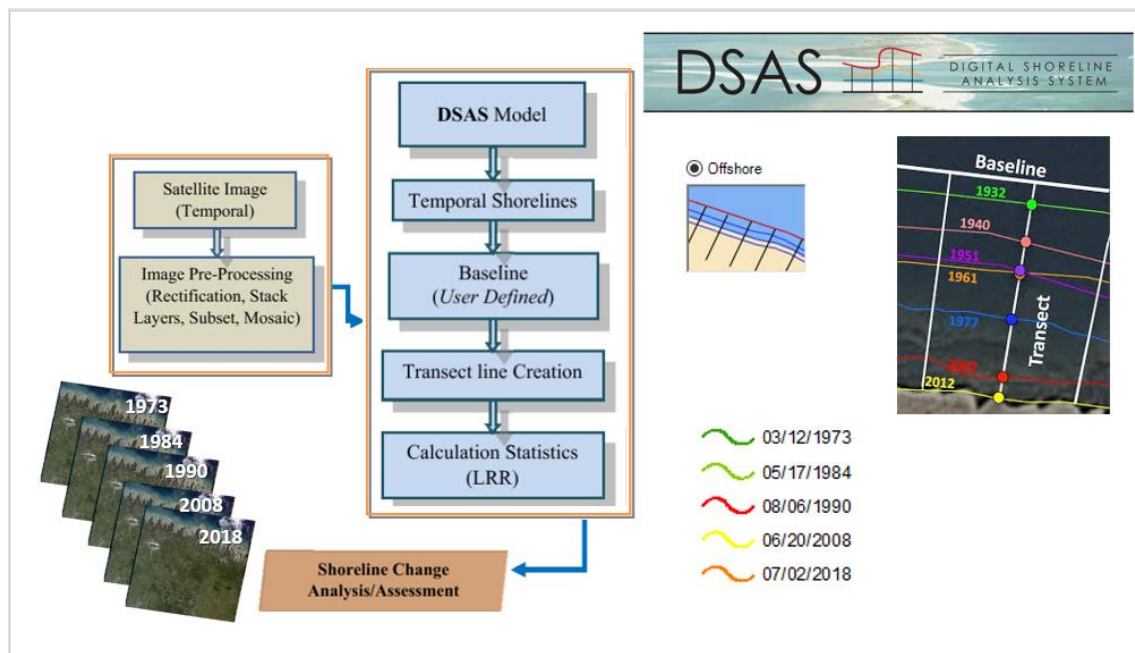 DSAS
DIGITAL SHORELINE
ANALYSIS SYSTEM
DSAS Model
Temporal Shorelines
Baseline
(User Defined)
Transect line Creation
Calculation Statistics
(LRR)
Satellite Image
(Temporal)
Image Pre-Processing
(Rectification, Stack
Layers, Subset, Mosaic)
1973
1984
1990
2008
2018
Shoreline Change
Analysis/Assessment
Offshore
Baseline
1932
1940
1951
1961
1977
2012
Transect
03/12/1973
05/17/1984
08/06/1990
06/20/2008
07/02/2018